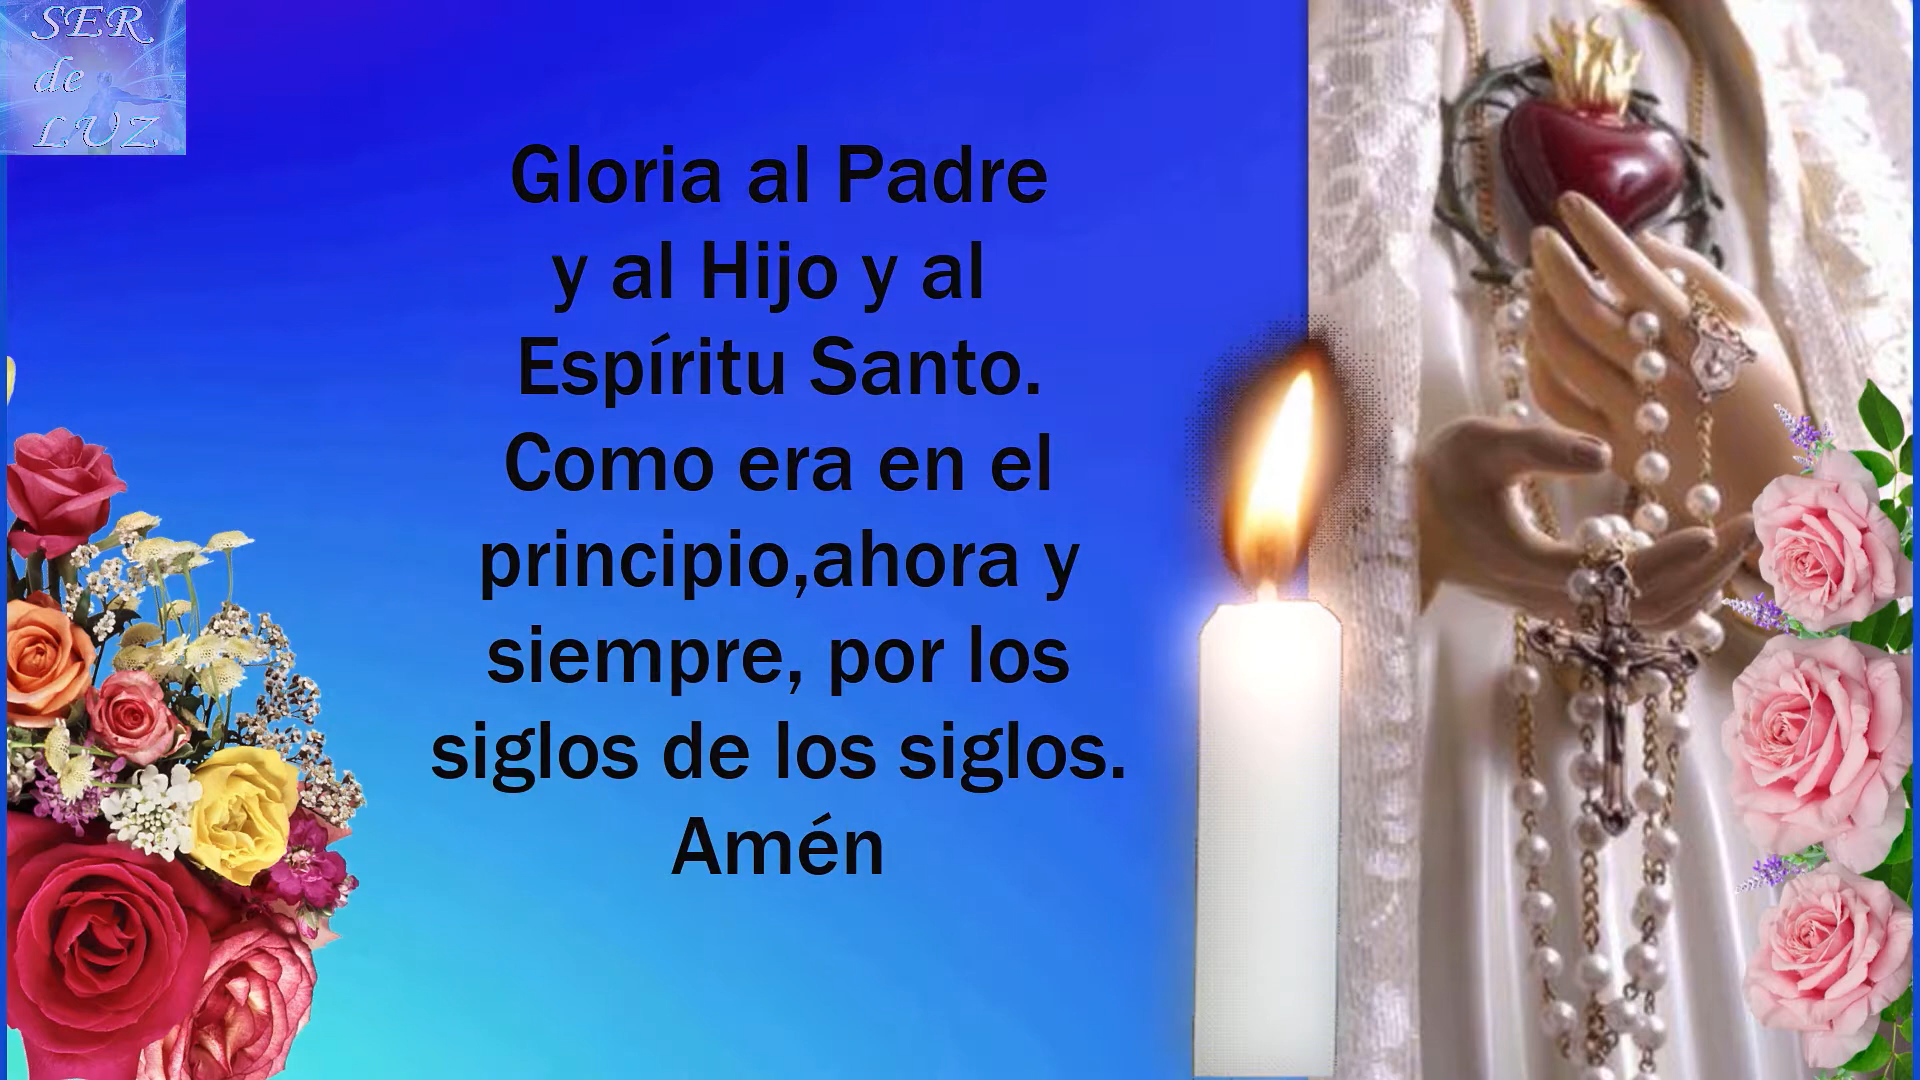 SER
de
LUZ
Gloria al Padre
y al Hijo y al
Espíritu Santo.
Como era en el
principio,ahora y
siempre, por los
siglos de los siglos.
Amén